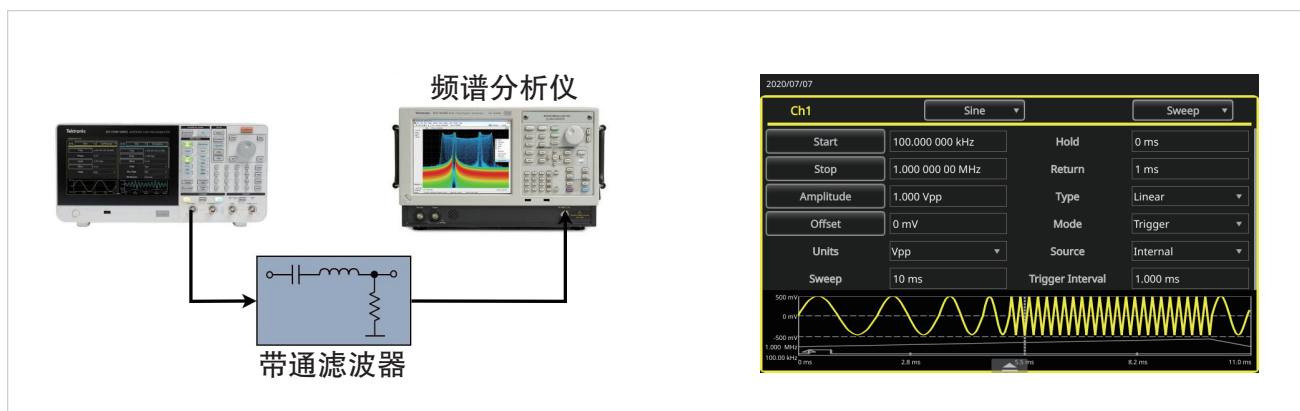 频谱分析仪
Tektronix
带通滤波器
2020/07/07
Ch1 Sine Sweep
Start 100.000 000 kHz Hold 0 ms
Stop 1.000 000 00 MHz Return 1 ms
Amplitude 1.000 Vpp Type Linear
Offset 0 mV Mode Trigger
Units Vpp Source Internal
Sweep 10 ms Trigger Interval 1.000 ms
500 mV
0 mV
-500 mV
1.000 MHz
100.00 kHz
0 ms 2.8 ms 5.5 ms 8.2 ms 11.0 ms